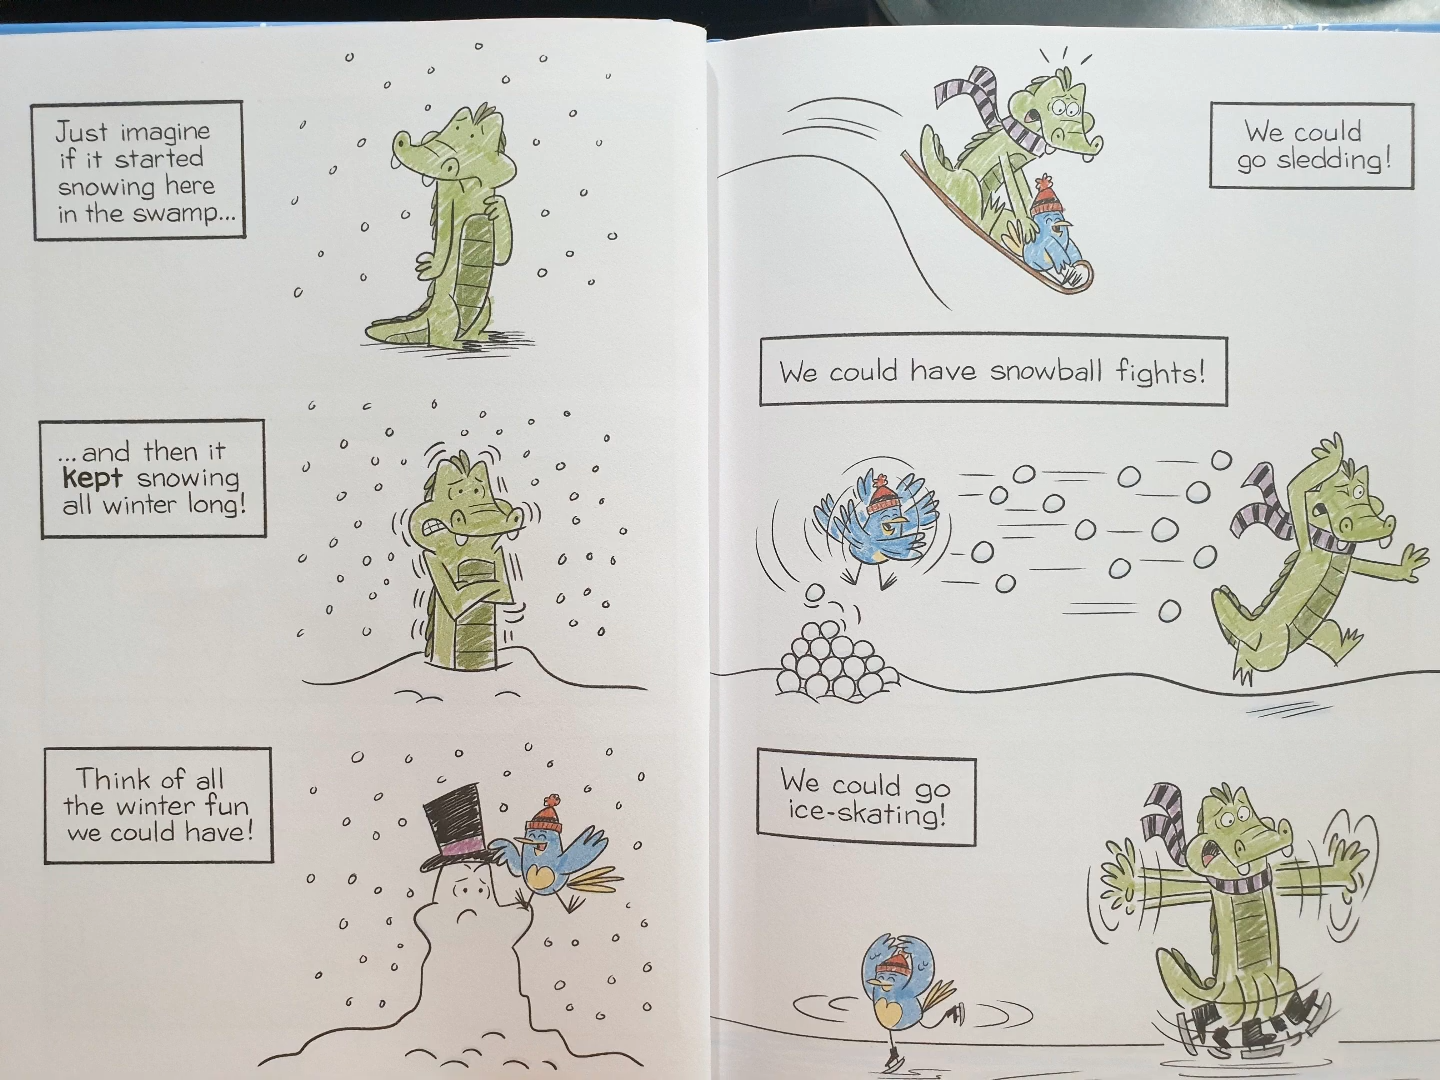 Just imagine
if it started
snowing here
in the swamp...
...and then it
kept snowing
all winter long!
Think of all
the winter fun
we could have!
We could
go sledding!
We could have snowball fights!
We could go
ice-skating!